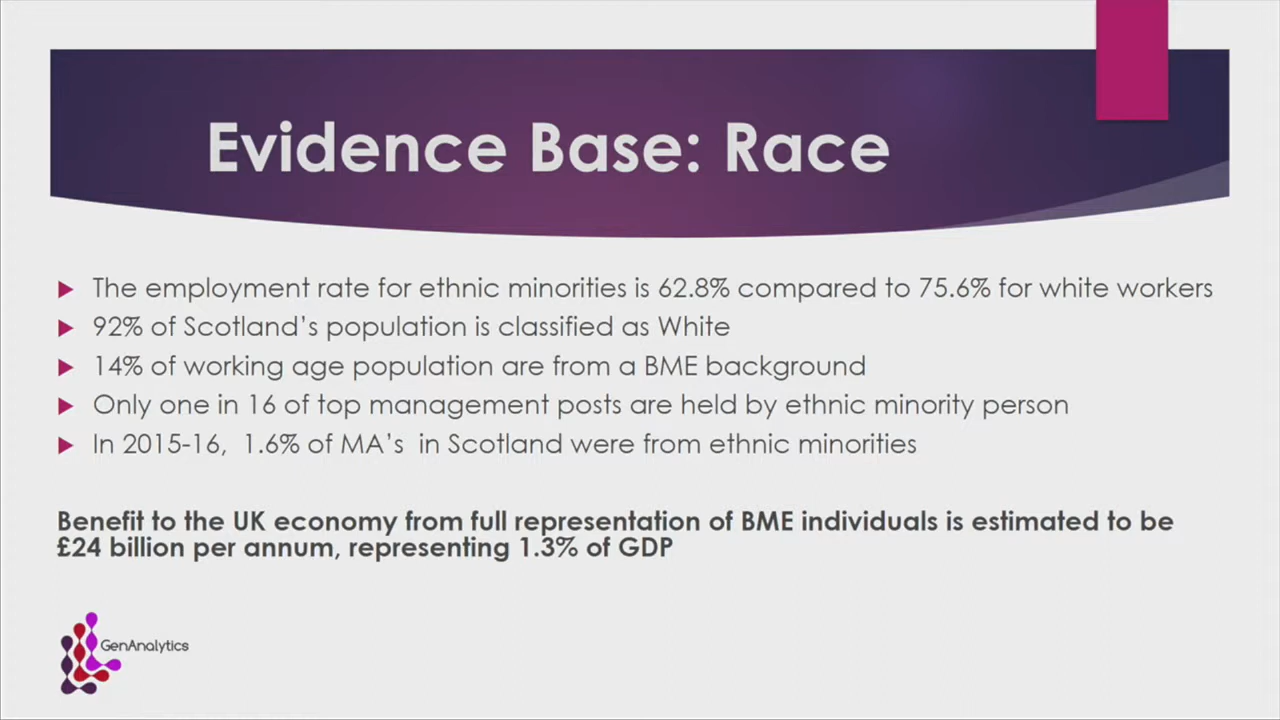 Evidence Base: Race
The employment rate for ethnic minorities is 62.8% compared to 75.6% for white workers
92% of Scotland's population is classified as White
14% of working age population are from a BME background
Only one in 16 of top management posts are held by ethnic minority person
In 2015-16, 1.6% of MA's in Scotland were from ethnic minorities
Benefit to the UK economy from full representation of BME individuals is estimated to be
£24 billion per annum, representing 1.3% of GDP
GenAnalytics